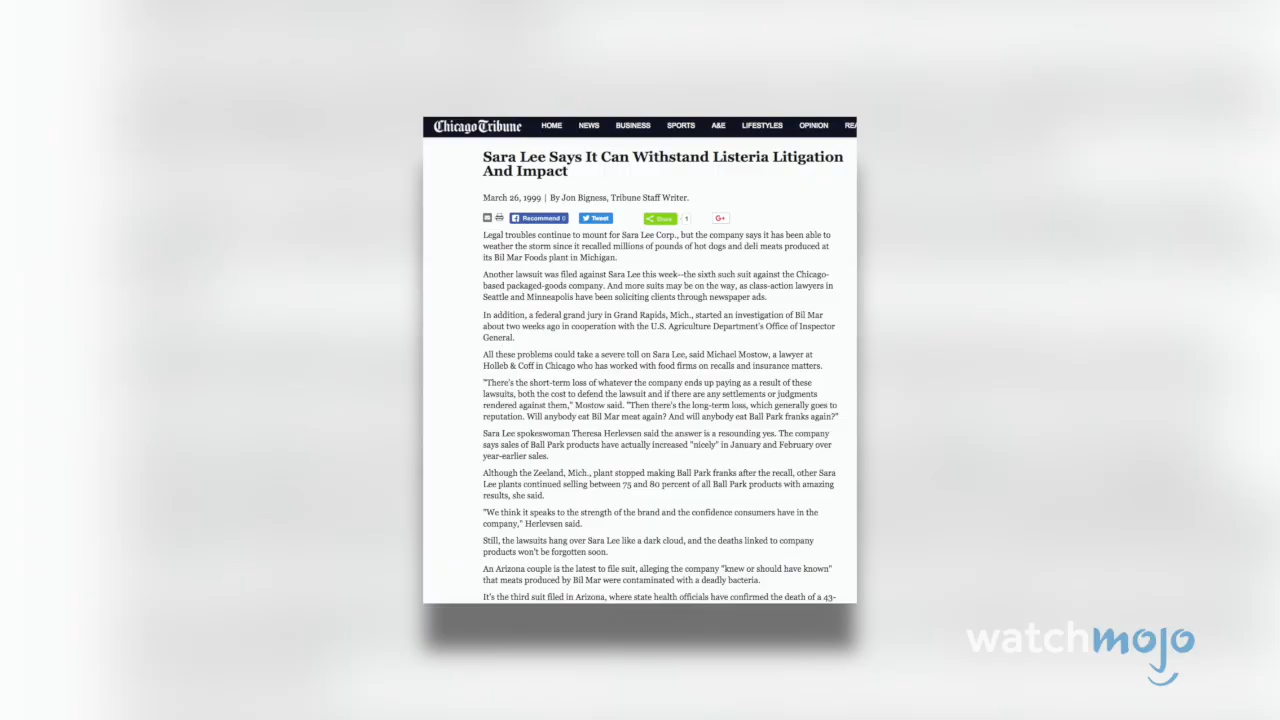 Chicago Tribune HOME NEWS BUSINESS SPORTS A&E LIFESTYLES OPINION REA
Sara Lee Says It Can Withstand Listeria Litigation
And Impact
March 26, 1999 | By Jon Bigness, Tribune Staff Writer.
Recommend 0 Tweet Share 1 G+
Legal troubles continue to mount for Sara Lee Corp., but the company says it has been able to
weather the storm since it recalled millions of pounds of hot dogs and deli meats produced at
its Bil Mar Foods plant in Michigan.
Another lawsuit was filed against Sara Lee this week--the sixth such suit against the Chicago-
based packaged-goods company. And more suits may be on the way, as class-action lawyers in
Seattle and Minneapolis have been soliciting clients through newspaper ads.
In addition, a federal grand jury in Grand Rapids, Mich., started an investigation of Bil Mar
about two weeks ago in cooperation with the U.S. Agriculture Department's Office of Inspector
General.
All these problems could take a severe toll on Sara Lee, said Michael Mostow, a lawyer at
Holleb & Coff in Chicago who has worked with food firms on recalls and insurance matters.
"There's the short-term loss of whatever the company ends up paying as a result of these
lawsuits, both the cost to defend the lawsuit and if there are any settlements or judgments
rendered against them," Mostow said. "Then there's the long-term loss, which generally goes to
reputation. Will anybody eat Bil Mar meat again? And will anybody eat Ball Park franks again?"
Sara Lee spokeswoman Theresa Herlevsen said the answer is a resounding yes. The company
says sales of Ball Park products have actually increased "nicely" in January and February over
year-earlier sales.
Although the Zeeland, Mich., plant stopped making Ball Park franks after the recall, other Sara
Lee plants continued selling between 75 and 80 percent of all Ball Park products with amazing
results, she said.
"We think it speaks to the strength of the brand and the confidence consumers have in the
company," Herlevsen said.
Still, the lawsuits hang over Sara Lee like a dark cloud, and the deaths linked to company
products won't be forgotten soon.
An Arizona couple is the latest to file suit, alleging the company "knew or should have known"
that meats produced by Bil Mar were contaminated with a deadly bacteria.
It's the third suit filed in Arizona, where state health officials have confirmed the death of a 43-
watchmojo